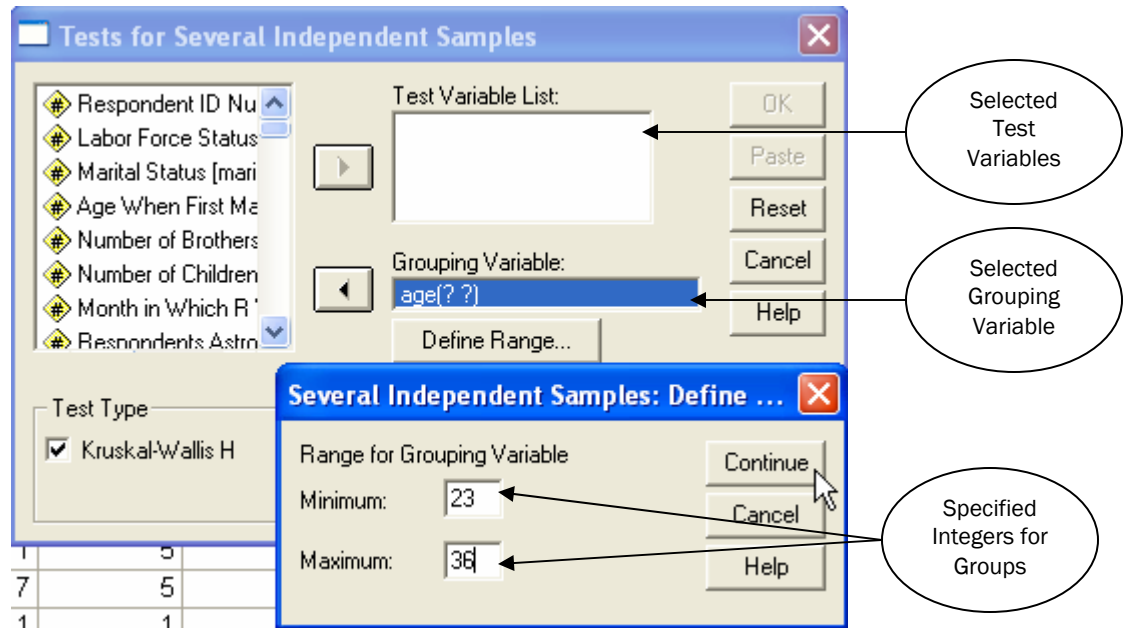 Tests for Several Independent Samples
Respondent ID Nu
Labor Force Status
Marital Status [mari
Age When First Ma
Number of Brothers
Number of Children
Month in Which R
Respondents Astro
Test Variable List:
Grouping Variable:
age(? ?)
Define Range...
OK
Paste
Reset
Cancel
Help
Test Type
Kruskal-Wallis H
Several Independent Samples: Define ...
Range for Grouping Variable
Minimum: 23
Maximum: 36
Continue
Cancel
Help
Selected
Test
Variables
Selected
Grouping
Variable
Specified
Integers for
Groups
1 5
7 5
1 1